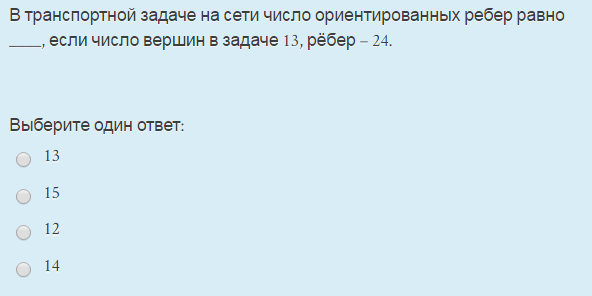 В транспортной задаче на сети число ориентированных ребер равно
____, если число вершин в задаче 13, рёбер – 24.
Выберите один ответ:
13
15
12
14